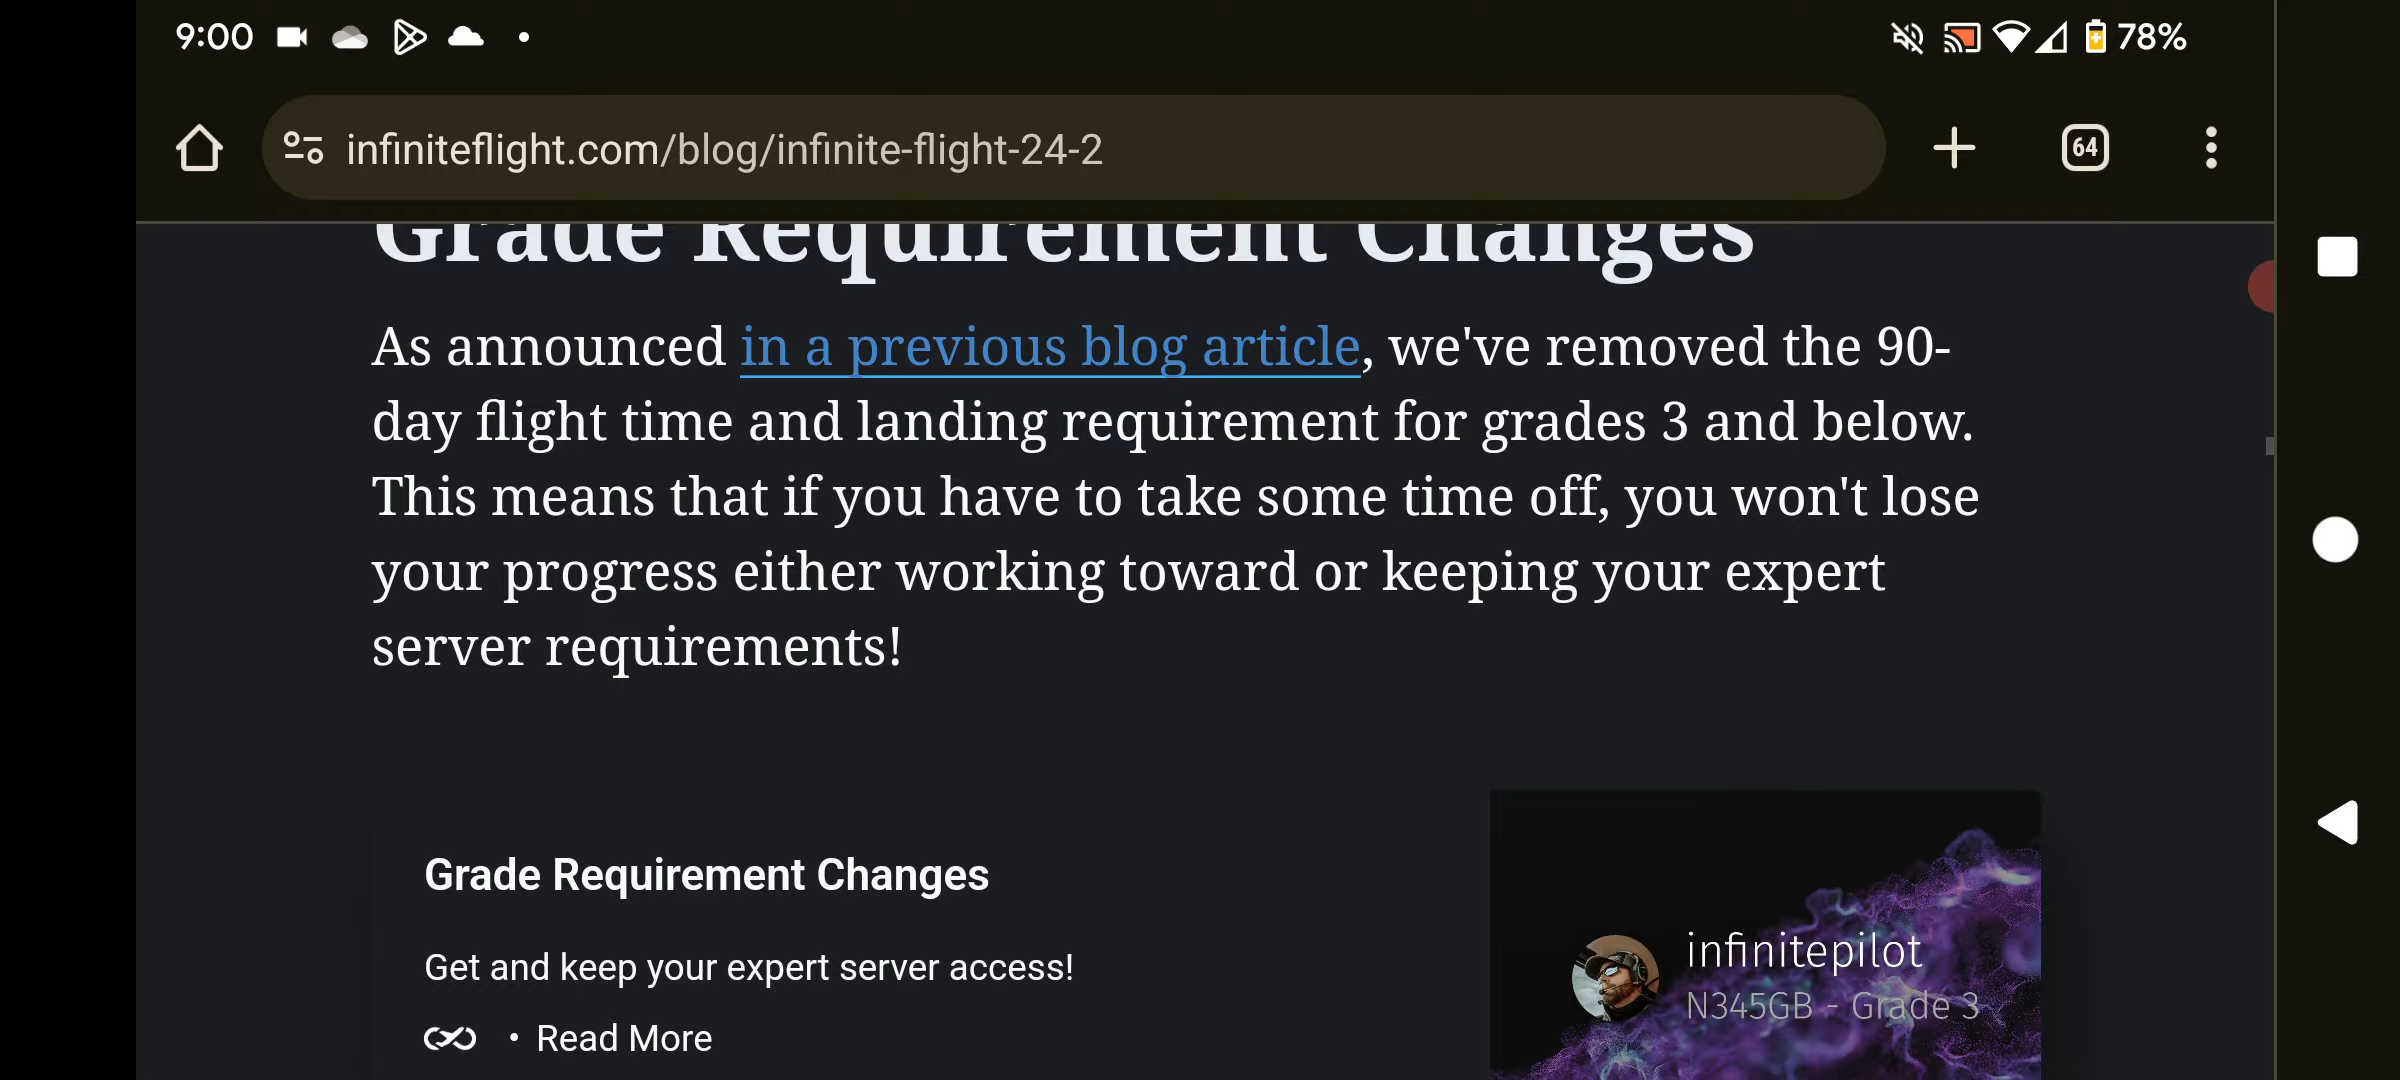 9:00
78%
infiniteflight.com/blog/infinite-flight-24-2
64
Grade Requirement Changes
As announced in a previous blog article, we've removed the 90-
day flight time and landing requirement for grades 3 and below.
This means that if you have to take some time off, you won't lose
your progress either working toward or keeping your expert
server requirements!
Grade Requirement Changes
Get and keep your expert server access!
• Read More
infinitepilot
N345GB - Grade 3